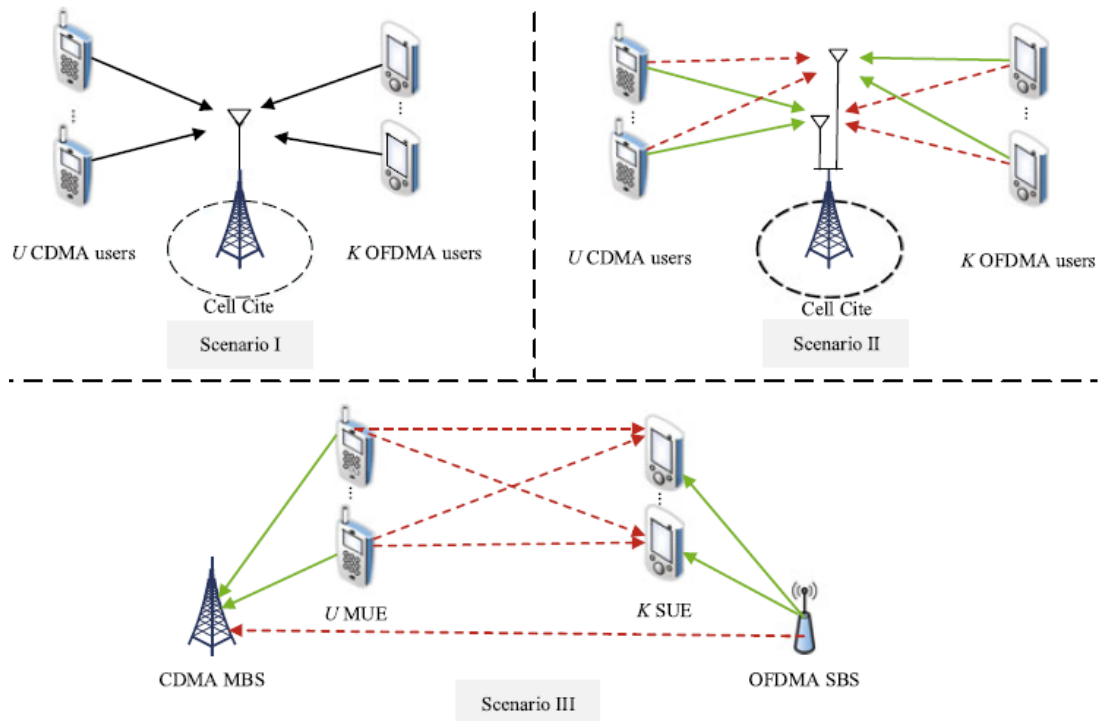 U CDMA users
K OFDMA users
Cell Cite
Scenario I
U CDMA users
K OFDMA users
Cell Cite
Scenario II
U MUE
K SUE
CDMA MBS
OFDMA SBS
Scenario III